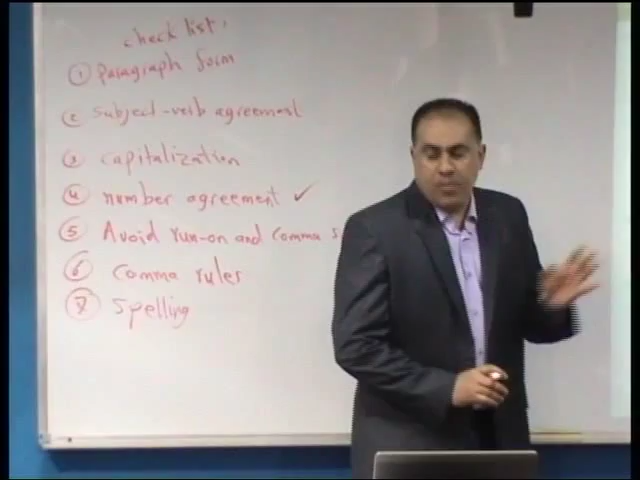 check list:
① Paragraph form
② Subject-verb agreement
③ capitalization
④ number agreement ✓
⑤ Avoid run-on and comma s
⑥ Comma rules
⑦ Spelling